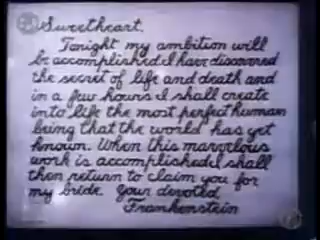 Sweetheart.
Tonight my ambition will
be accomplished. I have discovered
the secret of life and death and
in a few hours I shall create
into life the most perfect human
being that the world has yet
known. When this marvelous
work is accomplished I shall
then return to claim you for
my bride. Your devoted,
Frankenstein